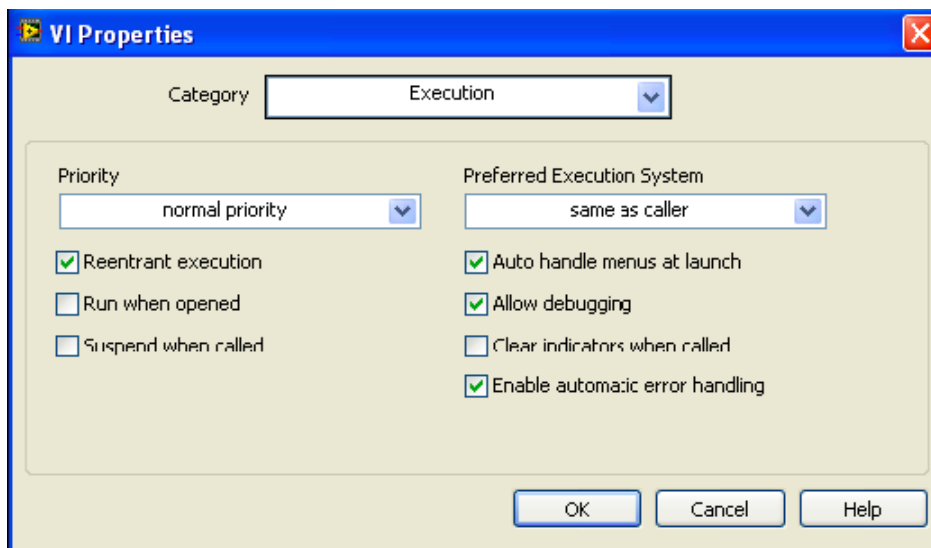 VI Properties
Category Execution
Priority
normal priority
Reentrant execution
Run when opened
Suspend when called
Preferred Execution System
same as caller
Auto handle menus at launch
Allow debugging
Clear indicators when called
Enable automatic error handling
OK Cancel Help